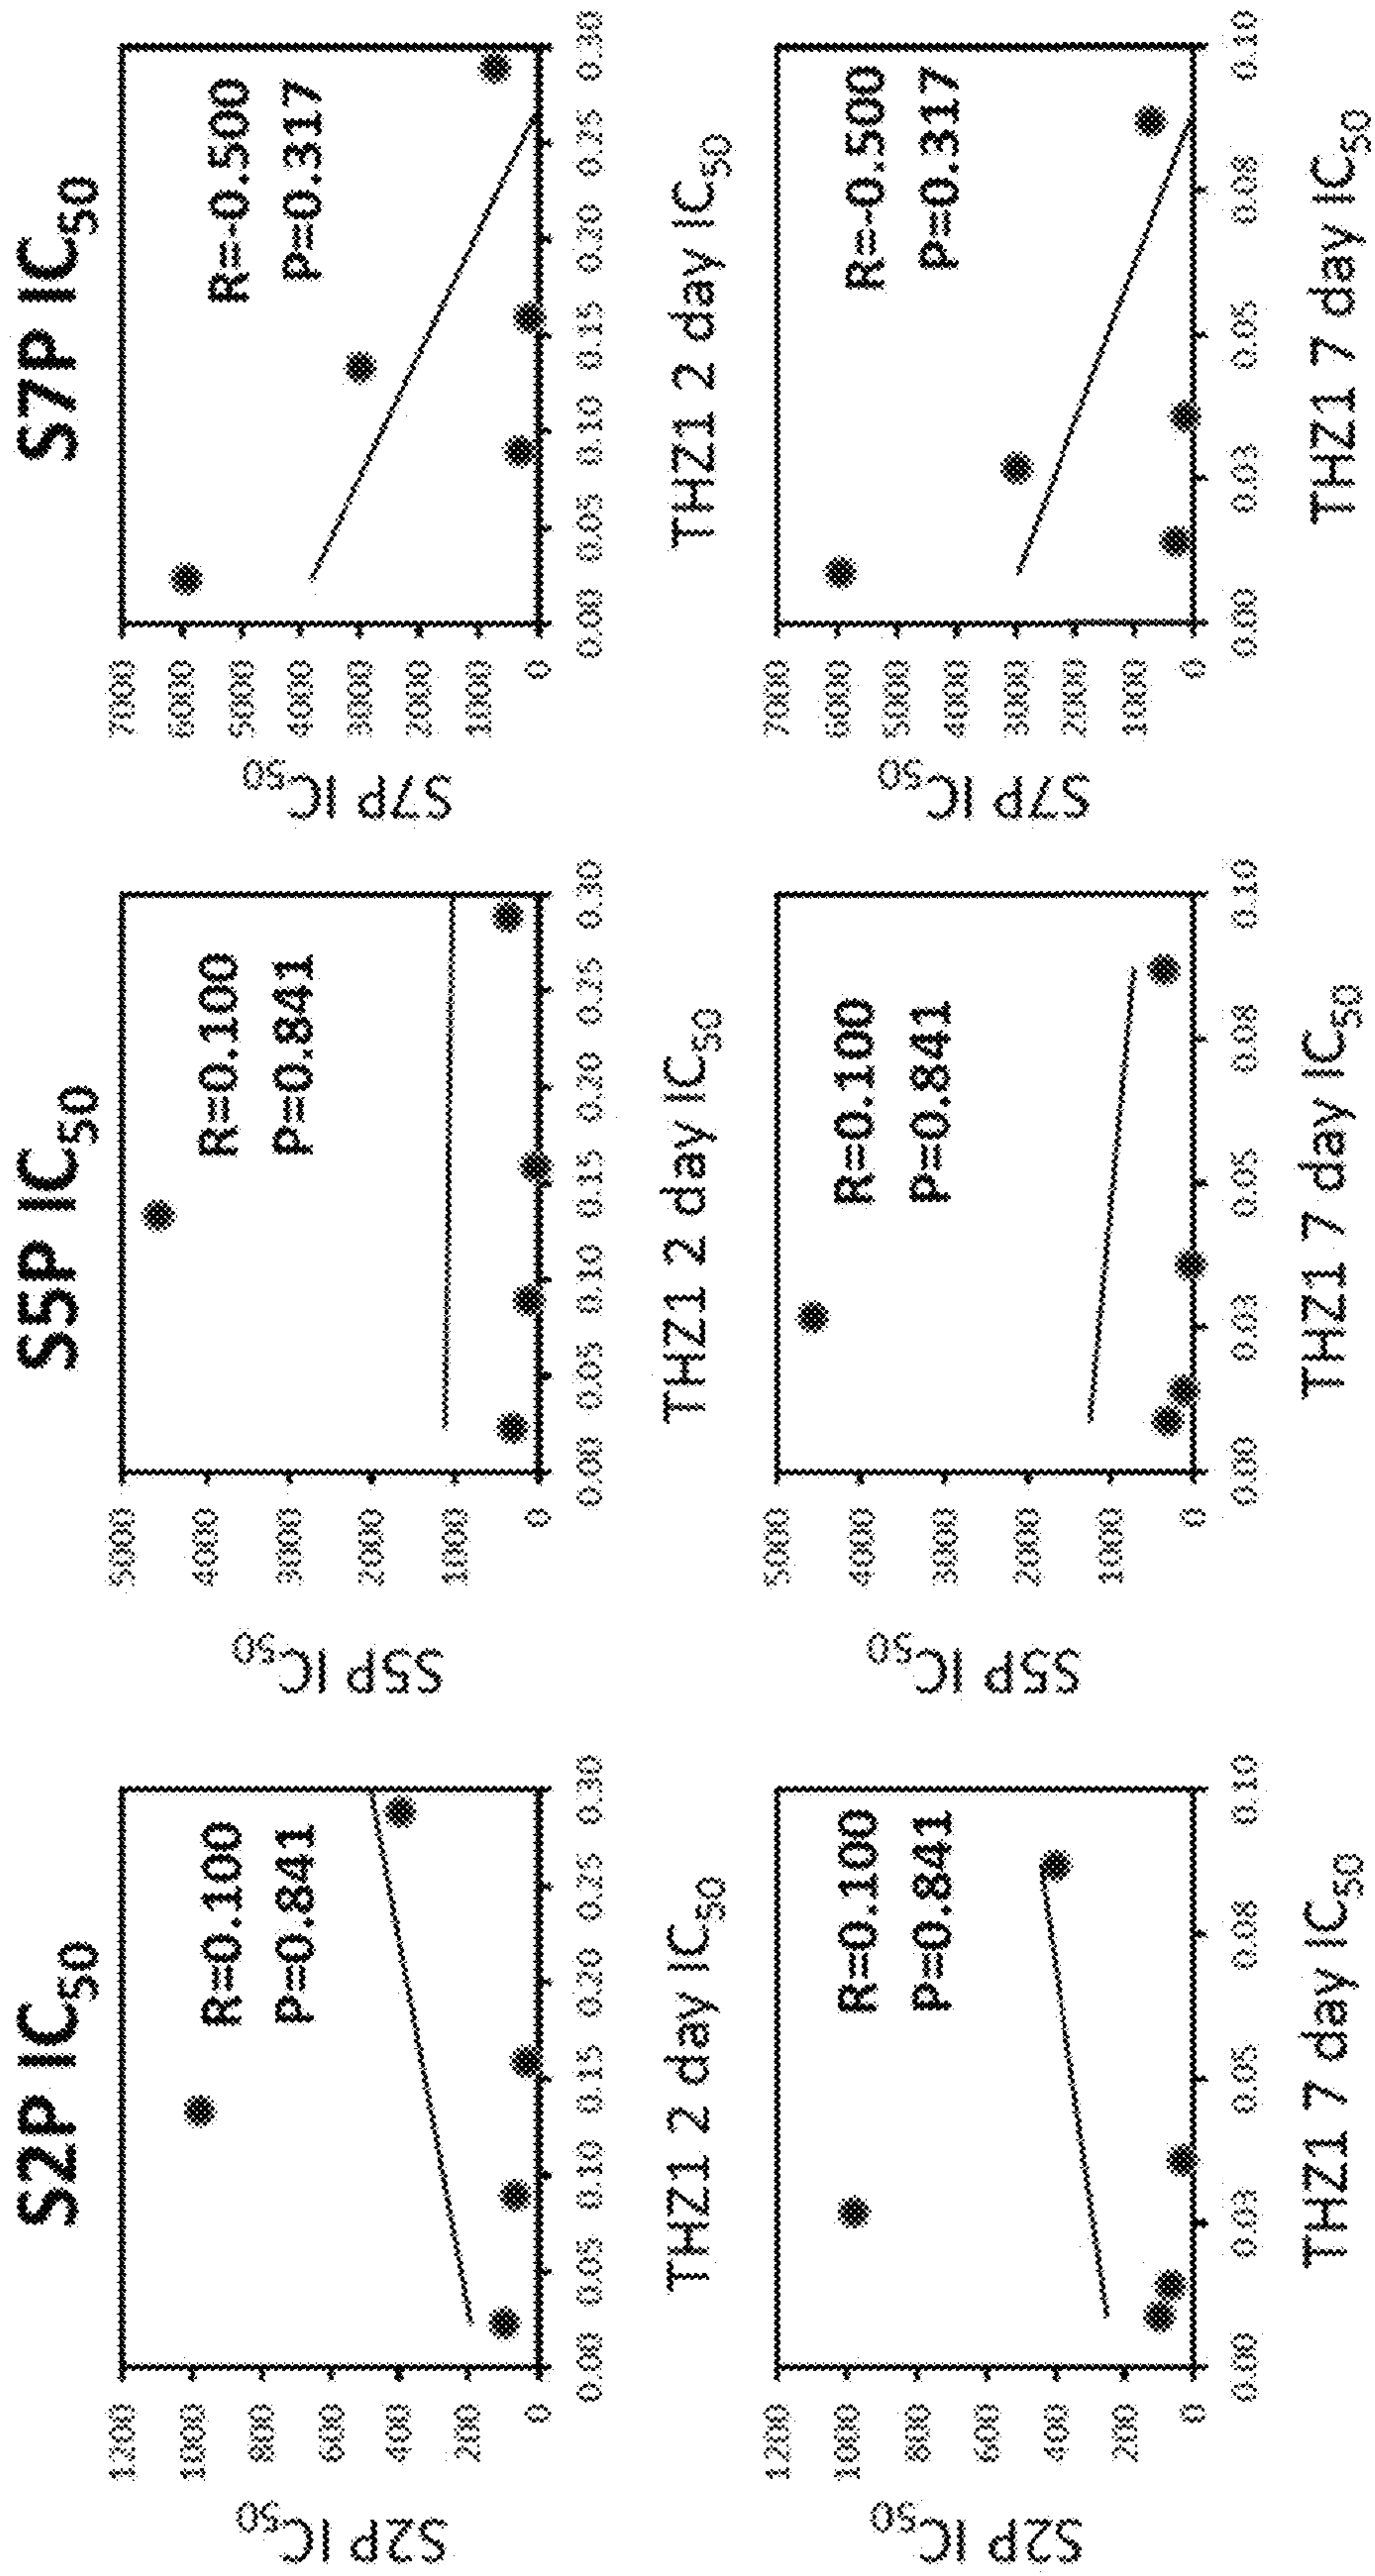 S2P IC50
S5P IC50
S7P IC50
S2P IC50
1200
1000
800
600
400
200
0
R=0.100
P=0.841
0.00 0.05 0.10 0.15 0.20 0.25 0.30
THZ1 2 day IC50
S5P IC50
5000
4000
3000
2000
1000
0
R=0.100
P=0.841
0.00 0.05 0.10 0.15 0.20 0.25 0.30
THZ1 2 day IC50
S7P IC50
7000
6000
5000
4000
3000
2000
1000
0
R=-0.500
P=0.317
0.00 0.05 0.10 0.15 0.20 0.25 0.30
THZ1 2 day IC50
S2P IC50
1200
1000
800
600
400
200
0
R=0.100
P=0.841
0.00 0.03 0.05 0.08 0.10
THZ1 7 day IC50
S5P IC50
5000
4000
3000
2000
1000
0
R=0.100
P=0.841
0.00 0.03 0.05 0.08 0.10
THZ1 7 day IC50
S7P IC50
7000
6000
5000
4000
3000
2000
1000
0
R=-0.500
P=0.317
0.00 0.03 0.05 0.08 0.10
THZ1 7 day IC50